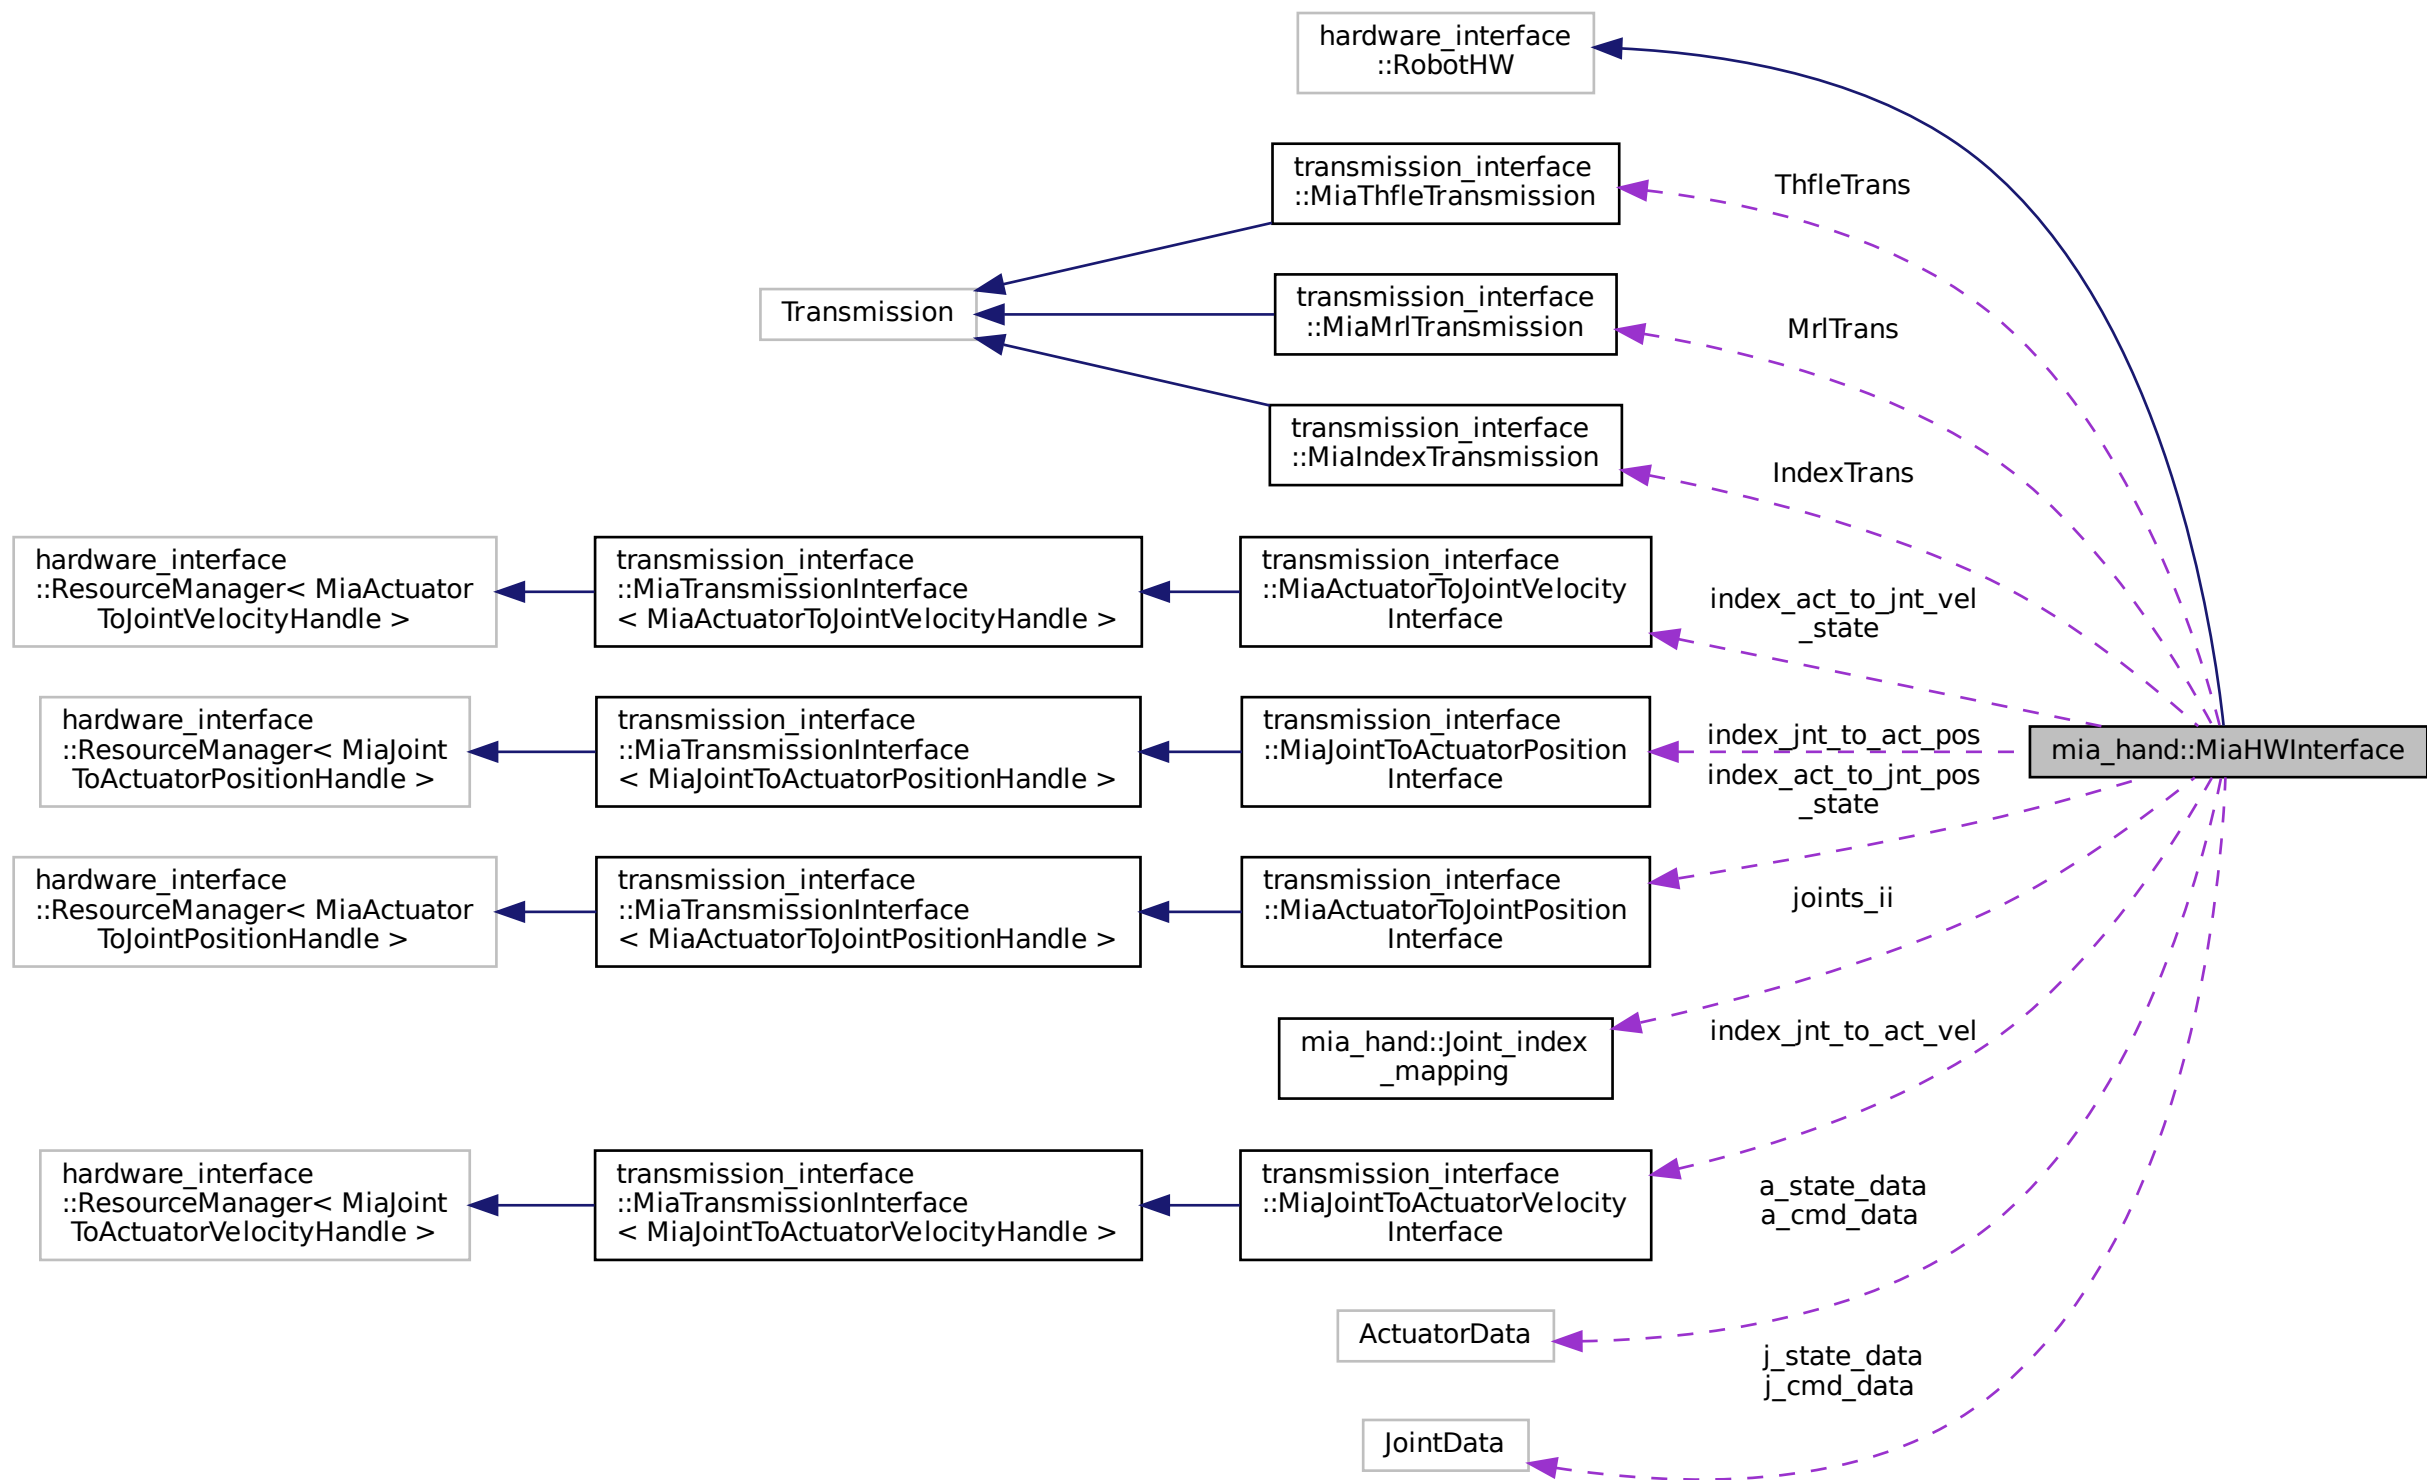 hardware_interface
::RobotHW
transmission_interface
::MiaThfleTransmission
ThfleTrans
Transmission
transmission_interface
::MiaMrlTransmission
MrlTrans
transmission_interface
::MiaIndexTransmission
IndexTrans
hardware_interface
::ResourceManager< MiaActuator
ToJointVelocityHandle >
transmission_interface
::MiaTransmissionInterface
< MiaActuatorToJointVelocityHandle >
transmission_interface
::MiaActuatorToJointVelocity
Interface
index_act_to_jnt_vel
_state
hardware_interface
::ResourceManager< MiaJoint
ToActuatorPositionHandle >
transmission_interface
::MiaTransmissionInterface
< MiaJointToActuatorPositionHandle >
transmission_interface
::MiaJointToActuatorPosition
Interface
index_jnt_to_act_pos
mia_hand::MiaHWInterface
index_act_to_jnt_pos
_state
hardware_interface
::ResourceManager< MiaActuator
ToJointPositionHandle >
transmission_interface
::MiaTransmissionInterface
< MiaActuatorToJointPositionHandle >
transmission_interface
::MiaActuatorToJointPosition
Interface
joints_ii
mia_hand::Joint_index
_mapping
index_jnt_to_act_vel
hardware_interface
::ResourceManager< MiaJoint
ToActuatorVelocityHandle >
transmission_interface
::MiaTransmissionInterface
< MiaJointToActuatorVelocityHandle >
transmission_interface
::MiaJointToActuatorVelocity
Interface
a_state_data
a_cmd_data
ActuatorData
j_state_data
j_cmd_data
JointData